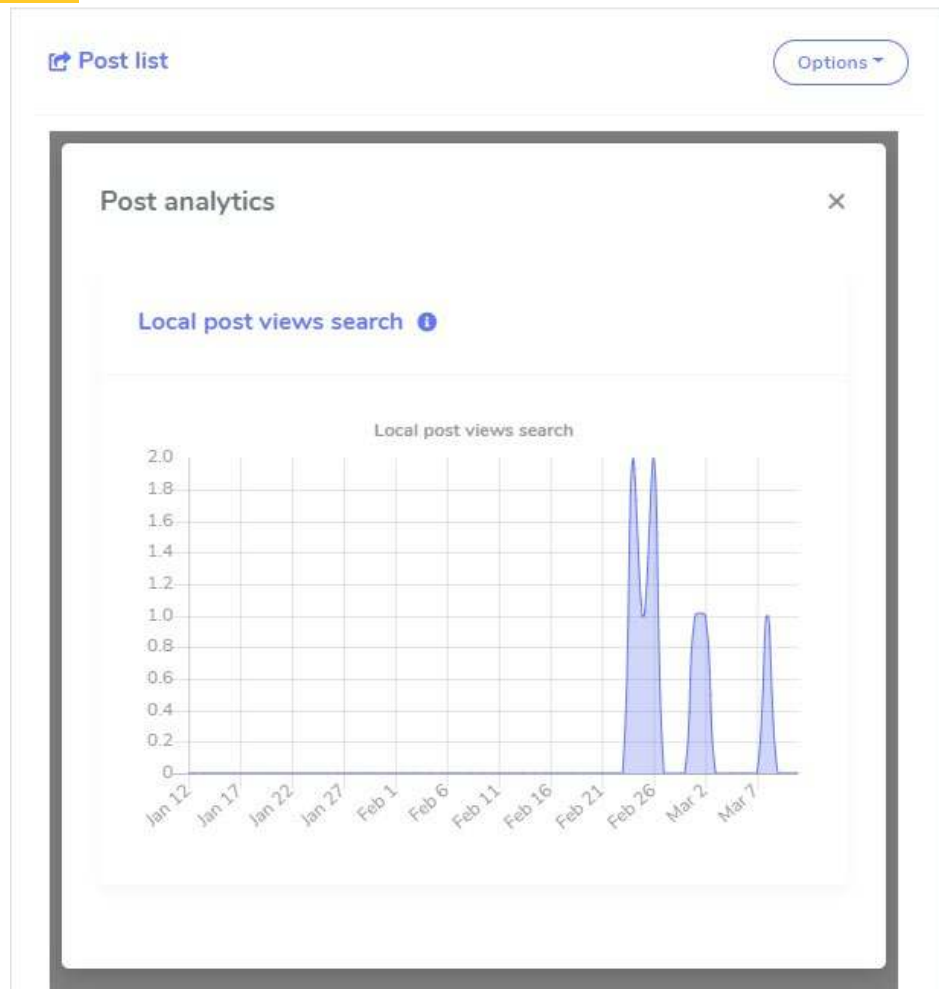 Post list
Options
Post analytics
×
Local post views search
Local post views search
2.0
1.8
1.6
1.4
1.2
1.0
0.8
0.6
0.4
0.2
0
Jan 12 Jan 17 Jan 22 Jan 27 Feb 1 Feb 6 Feb 11 Feb 16 Feb 21 Feb 26 Mar 2 Mar 7